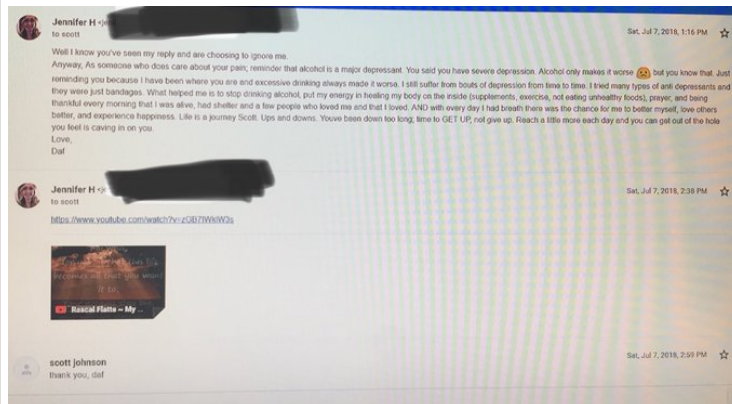 Jennifer H
to scott
Sat, Jul 7, 2018, 1:16 PM
Well I know you've seen my reply and are choosing to ignore me.
Anyway, As someone who does care about your pain; reminder that alcohol is a major depressant. You said you have severe depression. Alcohol only makes it worse 🙁 but you know that. Just
reminding you because I have been where you are and excessive drinking always made it worse. I still suffer from bouts of depression from time to time. I tried many types of anti depressants and
they were just bandages. What helped me is to stop drinking alcohol, put my energy in healing my body on the inside (supplements, exercise, not eating unhealthy foods), prayer, and being
thankful every morning that I was alive, had shelter and a few people who loved me and that I loved. AND with every day I had breath there was the chance for me to better myself, love others
better, and experience happiness. Life is a journey Scott. Ups and downs. Youve been down too long; time to GET UP, not give up. Reach a little more each day and you can get out of the hole
you feel is caving in on you.
Love,
Daf
Jennifer H
to scott
Sat, Jul 7, 2018, 2:38 PM
becomes all that you want
it to,
Rascal Flatts – My ...
scott johnson
Sat, Jul 7, 2018, 2:59 PM
thank you, daf